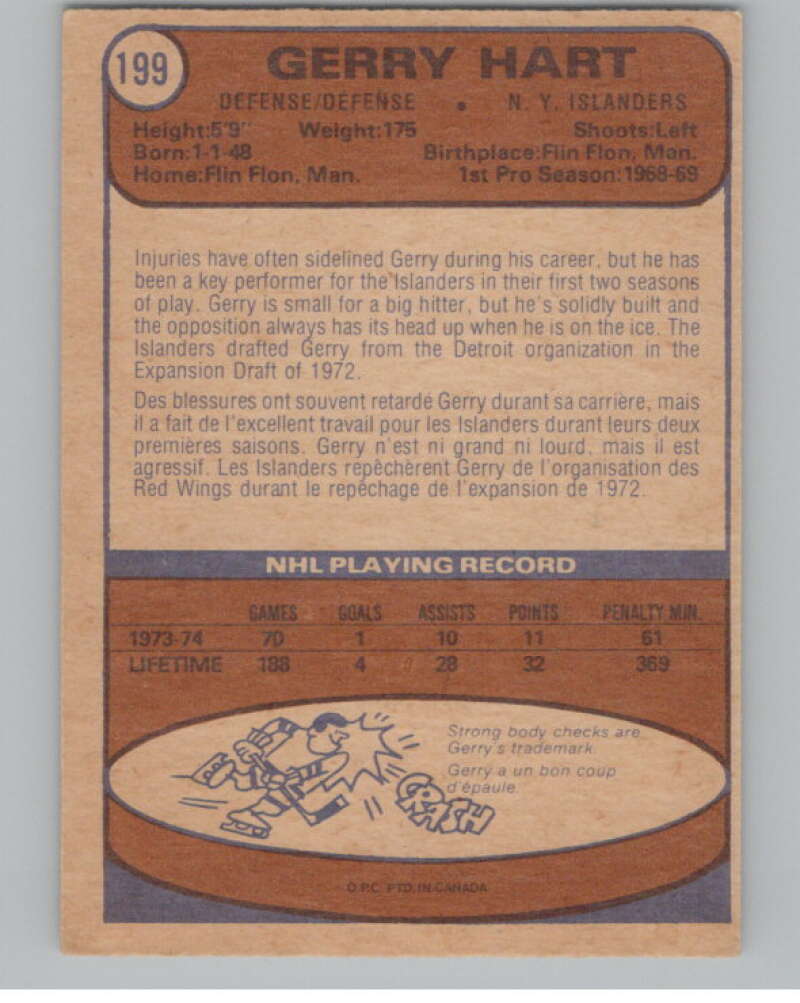 199
GERRY HART
DEFENSE/DEFENSE • N. Y. ISLANDERS
Height:5'9" Weight:175 Shoots:Left
Born:1-1-48 Birthplace:Flin Flon, Man.
Home:Flin Flon, Man. 1st Pro Season:1968-69
Injuries have often sidelined Gerry during his career, but he has
been a key performer for the Islanders in their first two seasons
of play. Gerry is small for a big hitter, but he's solidly built and
the opposition always has its head up when he is on the ice. The
Islanders drafted Gerry from the Detroit organization in the
Expansion Draft of 1972.
Des blessures ont souvent retardé Gerry durant sa carrière, mais
il a fait de l'excellent travail pour les Islanders durant leurs deux
premières saisons. Gerry n'est ni grand ni lourd, mais il est
agressif. Les Islanders repêchèrent Gerry de l'organisation des
Red Wings durant le repêchage de l'expansion de 1972.
NHL PLAYING RECORD
GAMES GOALS ASSISTS POINTS PENALTY MIN.
1973-74 70 1 10 11 61
LIFETIME 188 4 28 32 369
Strong body checks are
Gerry's trademark.
Gerry a un bon coup
d'épaule.
CRASH
O.P.C. PTD. IN CANADA